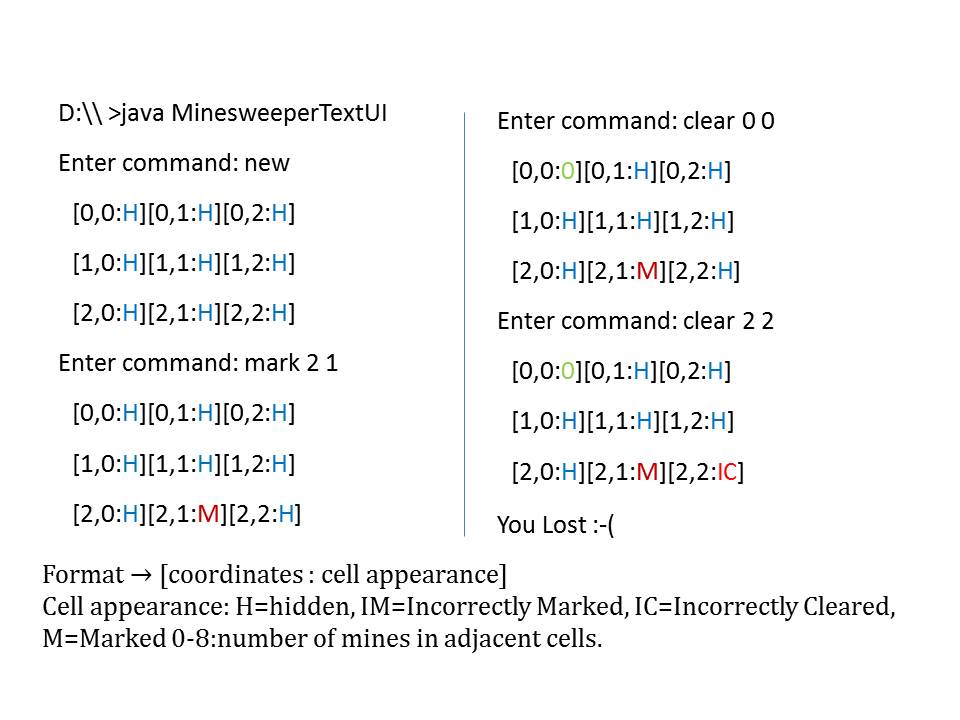 D:\\ >java MinesweeperTextUI
Enter command: new
[0,0:H][0,1:H][0,2:H]
[1,0:H][1,1:H][1,2:H]
[2,0:H][2,1:H][2,2:H]
Enter command: mark 2 1
[0,0:H][0,1:H][0,2:H]
[1,0:H][1,1:H][1,2:H]
[2,0:H][2,1:M][2,2:H]
Enter command: clear 0 0
[0,0:0][0,1:H][0,2:H]
[1,0:H][1,1:H][1,2:H]
[2,0:H][2,1:M][2,2:H]
Enter command: clear 2 2
[0,0:0][0,1:H][0,2:H]
[1,0:H][1,1:H][1,2:H]
[2,0:H][2,1:M][2,2:IC]
You Lost :-(
Format → [coordinates : cell appearance]
Cell appearance: H=hidden, IM=Incorrectly Marked, IC=Incorrectly Cleared,
M=Marked 0-8:number of mines in adjacent cells.